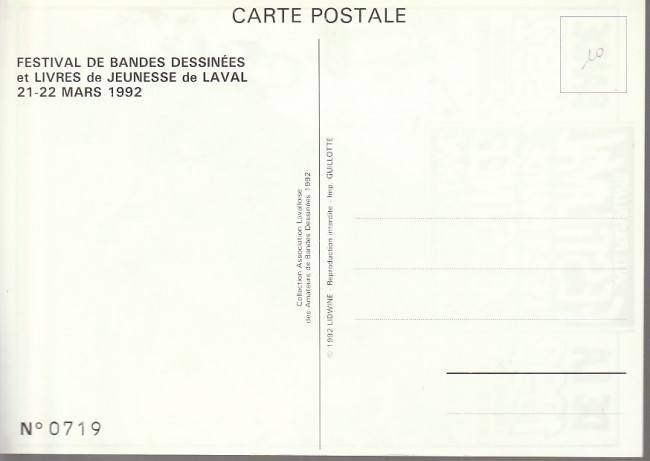 CARTE POSTALE
FESTIVAL DE BANDES DESSINÉES
et LIVRES de JEUNESSE de LAVAL
21-22 MARS 1992
Collection Association Lavalloise
des Amateurs de Bandes Dessinées 1992
© 1992 LIDWINE - Reproduction interdite - Imp. GUILLOTTE
N° 0719